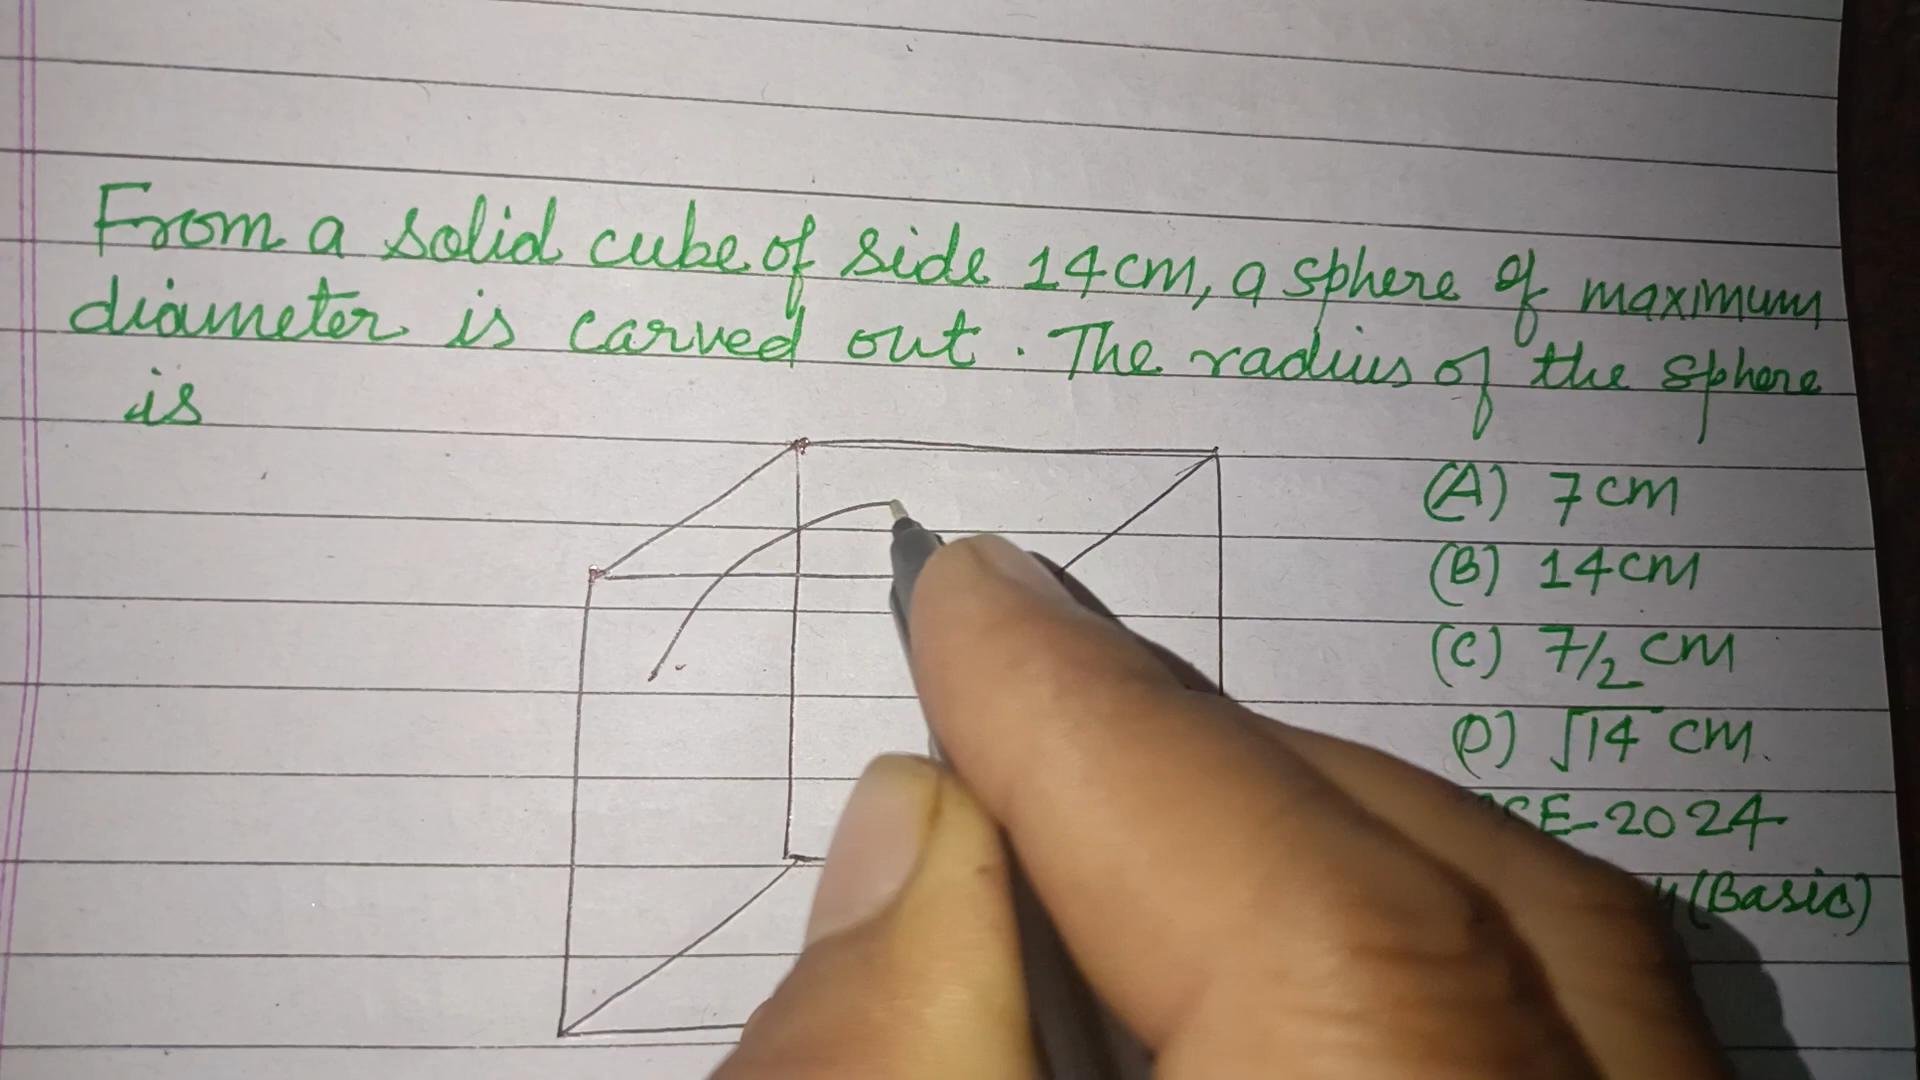 From a solid cube of side 14cm, a sphere of maximum
diameter is carved out. The radius of the sphere
is
(A) 7cm
(B) 14cm
(C) 7/2 cm
(D) √14 cm.
2024
(Basic)